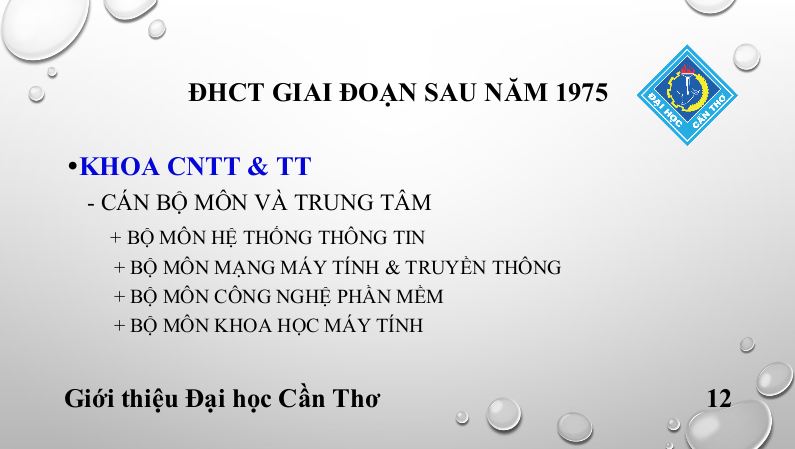 ĐHCT GIAI ĐOẠN SAU NĂM 1975
ĐẠI HỌC CẦN THƠ
•KHOA CNTT & TT
- CÁN BỘ MÔN VÀ TRUNG TÂM
+ BỘ MÔN HỆ THỐNG THÔNG TIN
+ BỘ MÔN MẠNG MÁY TÍNH & TRUYỀN THÔNG
+ BỘ MÔN CÔNG NGHỆ PHẦN MỀM
+ BỘ MÔN KHOA HỌC MÁY TÍNH
Giới thiệu Đại học Cần Thơ 12